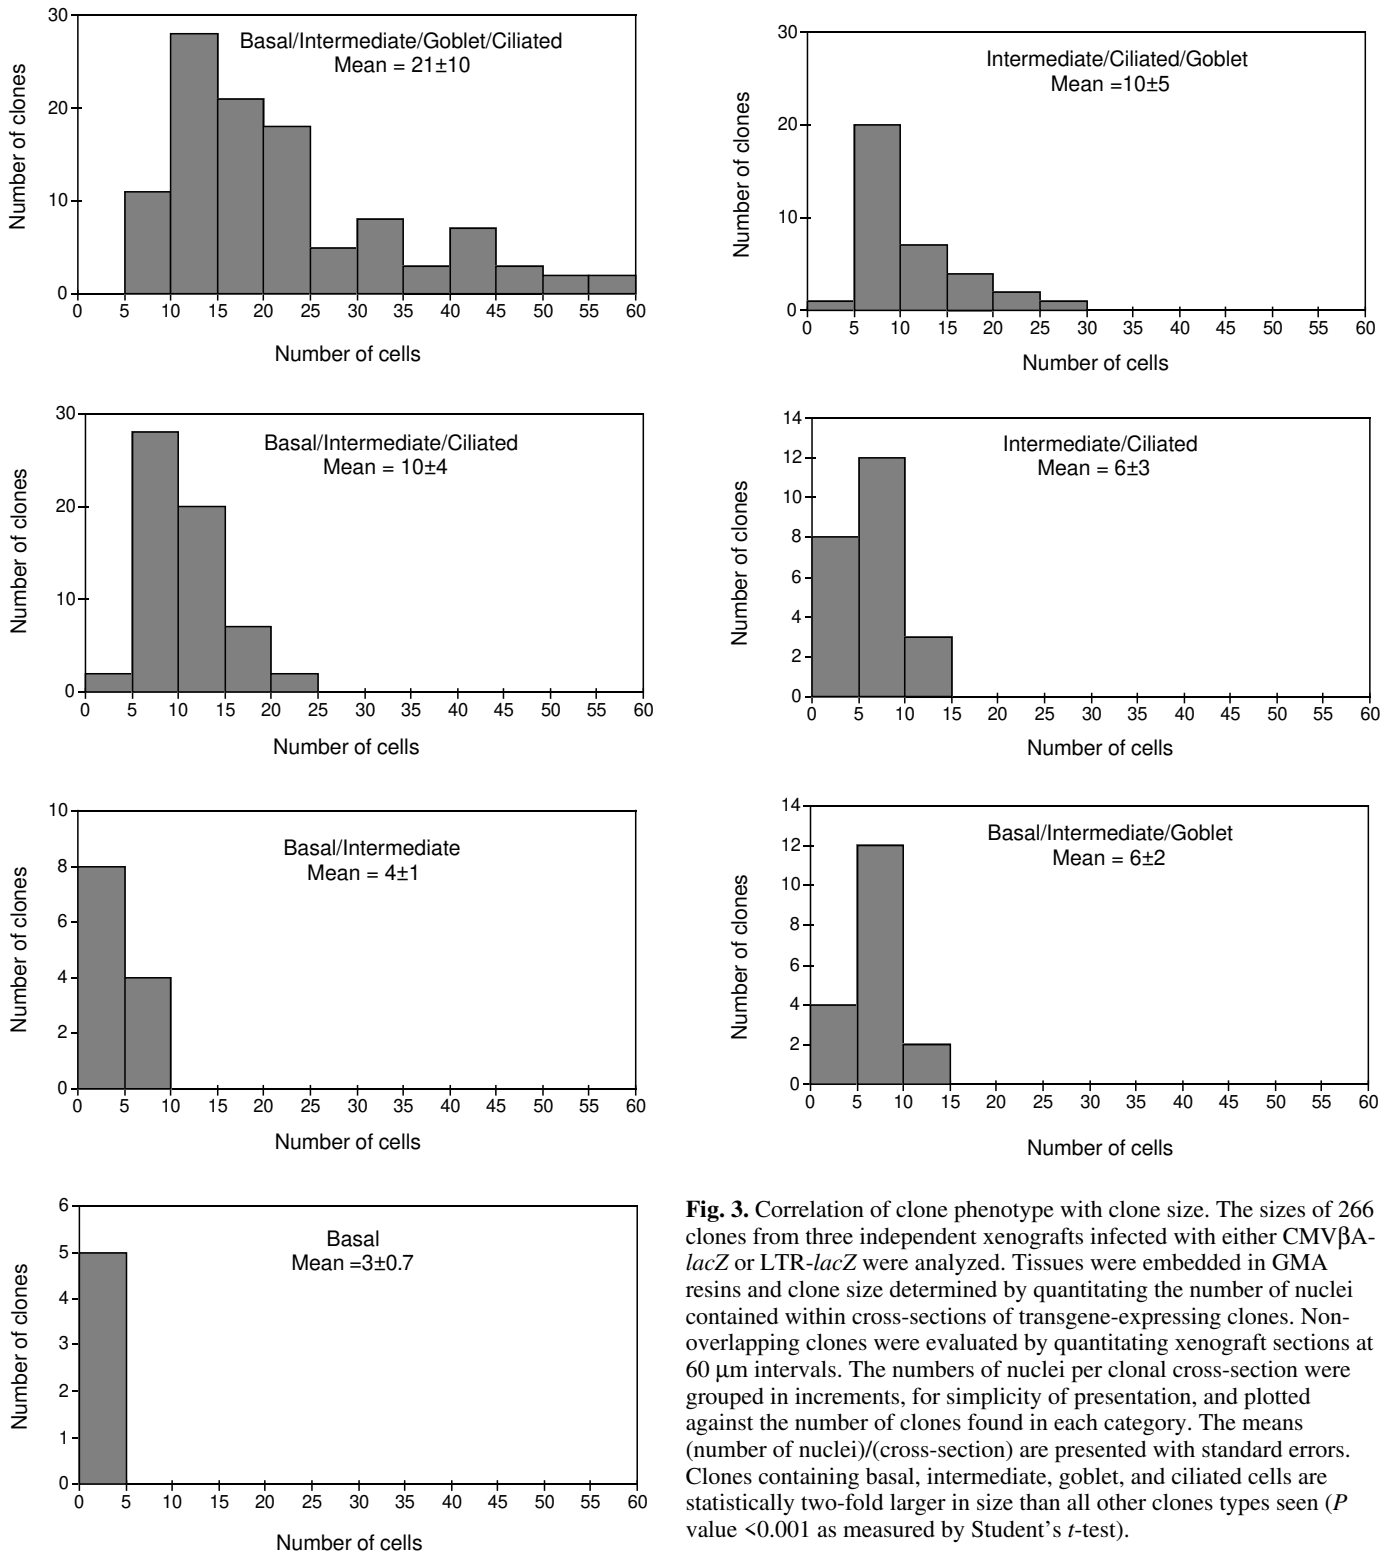 30
20
10
0
Number of clones
Basal/Intermediate/Goblet/Ciliated
Mean = 21±10
0 5 10 15 20 25 30 35 40 45 50 55 60
Number of cells
30
20
10
0
Number of clones
Intermediate/Ciliated/Goblet
Mean =10±5
0 5 10 15 20 25 30 35 40 45 50 55 60
Number of cells
30
20
10
0
Number of clones
Basal/Intermediate/Ciliated
Mean = 10±4
0 5 10 15 20 25 30 35 40 45 50 55 60
Number of cells
14
12
10
8
6
4
2
0
Number of clones
Intermediate/Ciliated
Mean = 6±3
0 5 10 15 20 25 30 35 40 45 50 55 60
Number of cells
10
8
6
4
2
0
Number of clones
Basal/Intermediate
Mean = 4±1
0 5 10 15 20 25 30 35 40 45 50 55 60
Number of cells
14
12
10
8
6
4
2
0
Number of clones
Basal/Intermediate/Goblet
Mean = 6±2
0 5 10 15 20 25 30 35 40 45 50 55 60
Number of cells
6
5
4
3
2
1
0
Number of clones
Basal
Mean =3±0.7
0 5 10 15 20 25 30 35 40 45 50 55 60
Number of cells
Fig. 3. Correlation of clone phenotype with clone size. The sizes of 266
clones from three independent xenografts infected with either CMVβA-
lacZ or LTR-lacZ were analyzed. Tissues were embedded in GMA
resins and clone size determined by quantitating the number of nuclei
contained within cross-sections of transgene-expressing clones. Non-
overlapping clones were evaluated by quantitating xenograft sections at
60 μm intervals. The numbers of nuclei per clonal cross-section were
grouped in increments, for simplicity of presentation, and plotted
against the number of clones found in each category. The means
(number of nuclei)/(cross-section) are presented with standard errors.
Clones containing basal, intermediate, goblet, and ciliated cells are
statistically two-fold larger in size than all other clones types seen (P
value <0.001 as measured by Student's t-test).